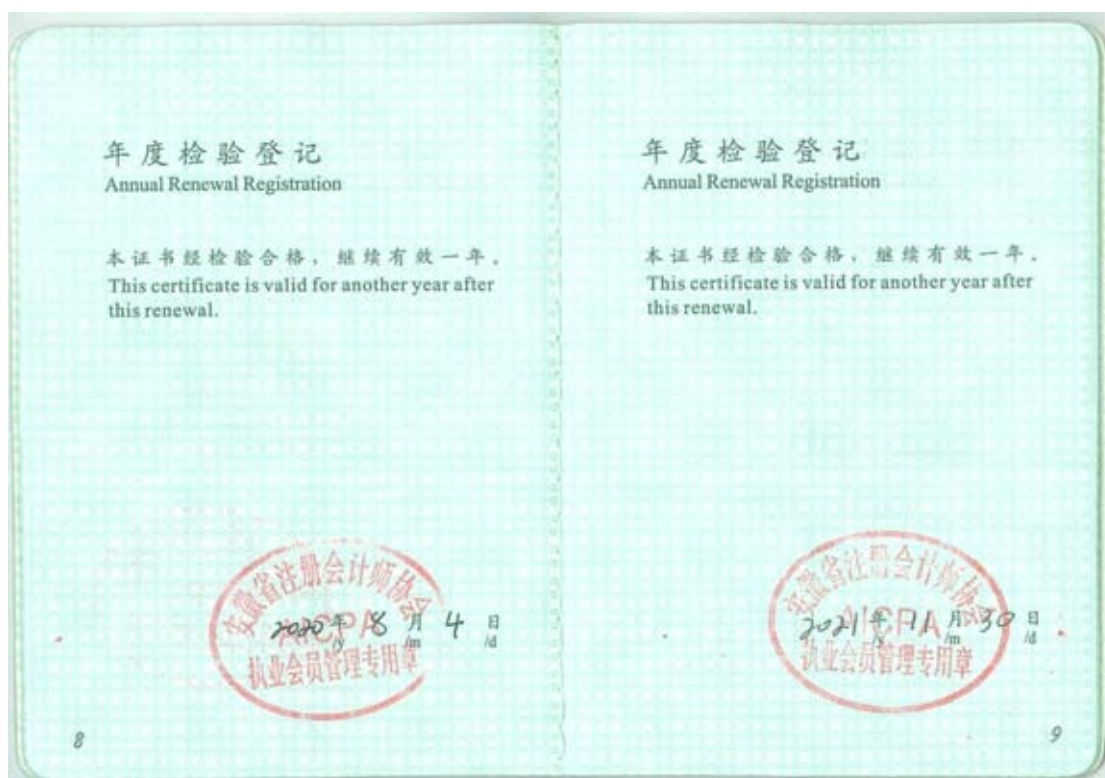 年度检验登记
Annual Renewal Registration
本证书经检验合格，继续有效一年。
This certificate is valid for another year after
this renewal.
安徽省注册会计师协会
AICPA
2020年 8月 4日
/y /m /d
执业会员管理专用章
8
年度检验登记
Annual Renewal Registration
本证书经检验合格，继续有效一年。
This certificate is valid for another year after
this renewal.
安徽省注册会计师协会
AICPA
2021年 11月 30日
/y /m /d
执业会员管理专用章
9